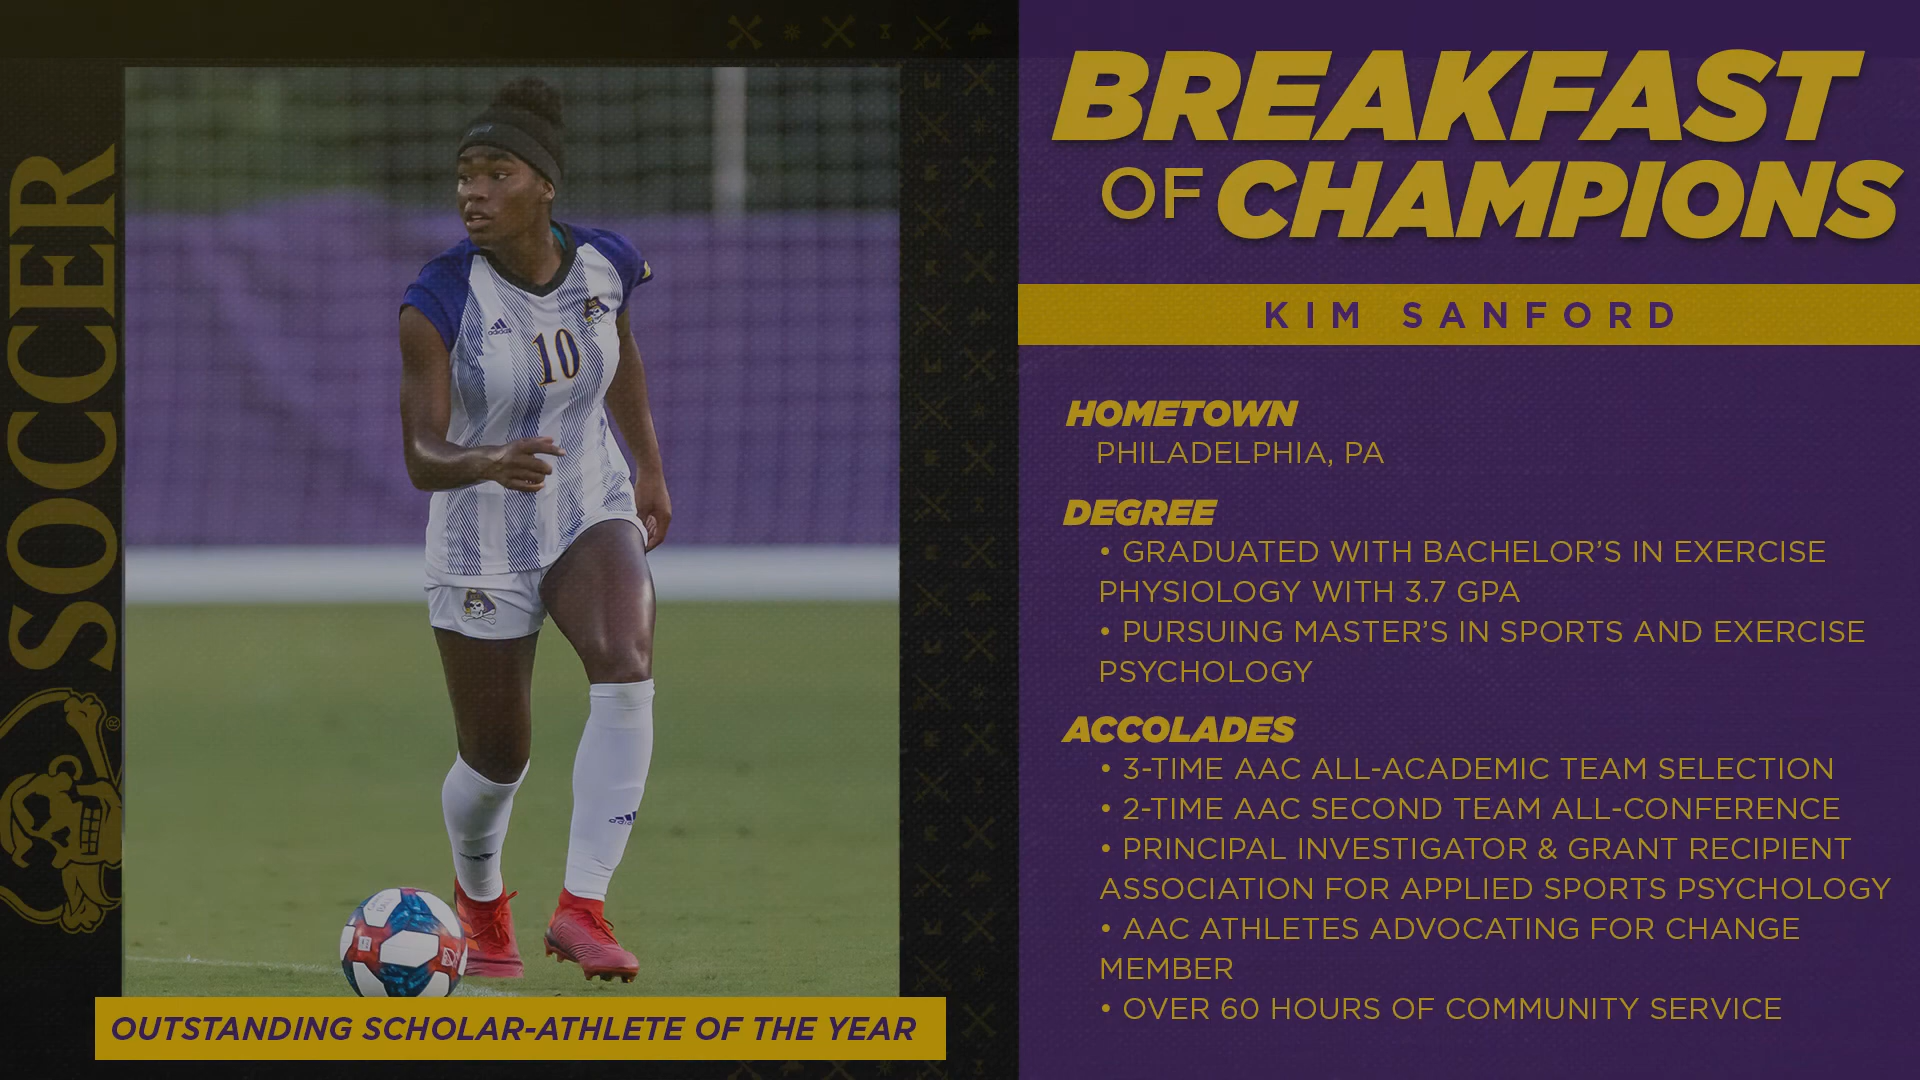 SOCCER
®
adidas
10
adidas
OUTSTANDING SCHOLAR-ATHLETE OF THE YEAR
BREAKFAST
OF CHAMPIONS
KIM SANFORD
HOMETOWN
PHILADELPHIA, PA
DEGREE
• GRADUATED WITH BACHELOR’S IN EXERCISE
PHYSIOLOGY WITH 3.7 GPA
• PURSUING MASTER’S IN SPORTS AND EXERCISE
PSYCHOLOGY
ACCOLADES
• 3-TIME AAC ALL-ACADEMIC TEAM SELECTION
• 2-TIME AAC SECOND TEAM ALL-CONFERENCE
• PRINCIPAL INVESTIGATOR & GRANT RECIPIENT
ASSOCIATION FOR APPLIED SPORTS PSYCHOLOGY
• AAC ATHLETES ADVOCATING FOR CHANGE
MEMBER
• OVER 60 HOURS OF COMMUNITY SERVICE